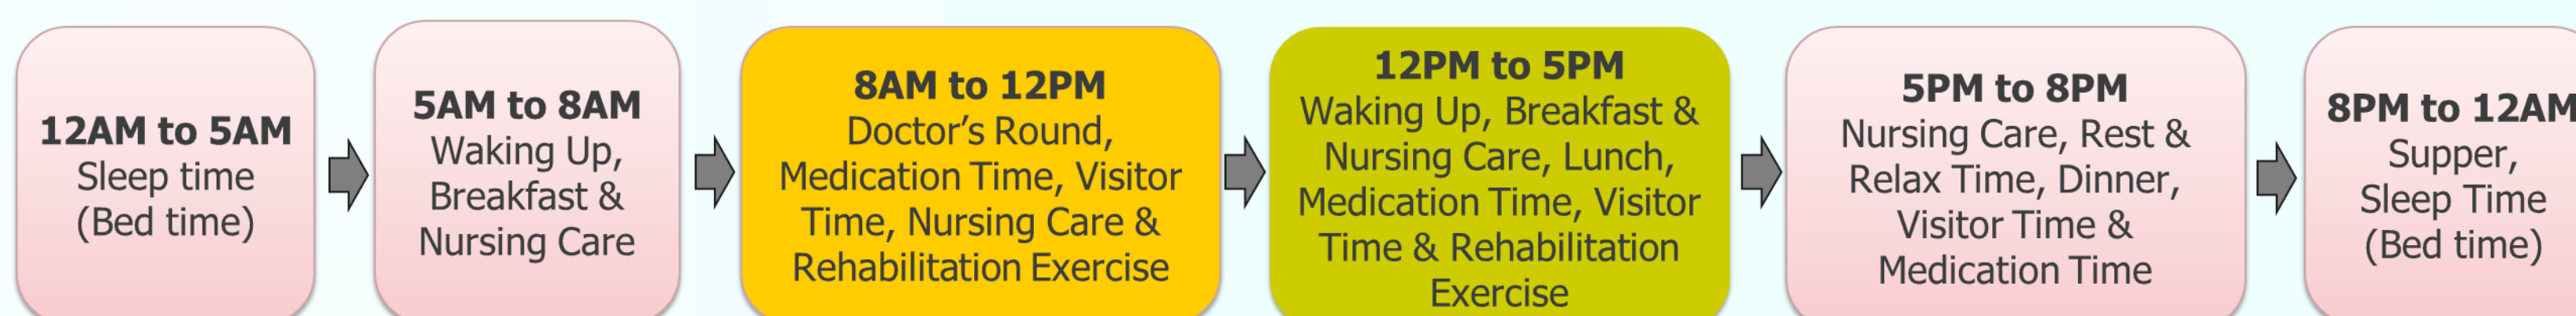 12AM to 5AM
Sleep time
(Bed time)
5AM to 8AM
Waking Up,
Breakfast &
Nursing Care
8AM to 12PM
Doctor’s Round,
Medication Time, Visitor
Time, Nursing Care &
Rehabilitation Exercise
12PM to 5PM
Waking Up, Breakfast &
Nursing Care, Lunch,
Medication Time, Visitor
Time & Rehabilitation
Exercise
5PM to 8PM
Nursing Care, Rest &
Relax Time, Dinner,
Visitor Time &
Medication Time
8PM to 12AM
Supper,
Sleep Time
(Bed time)